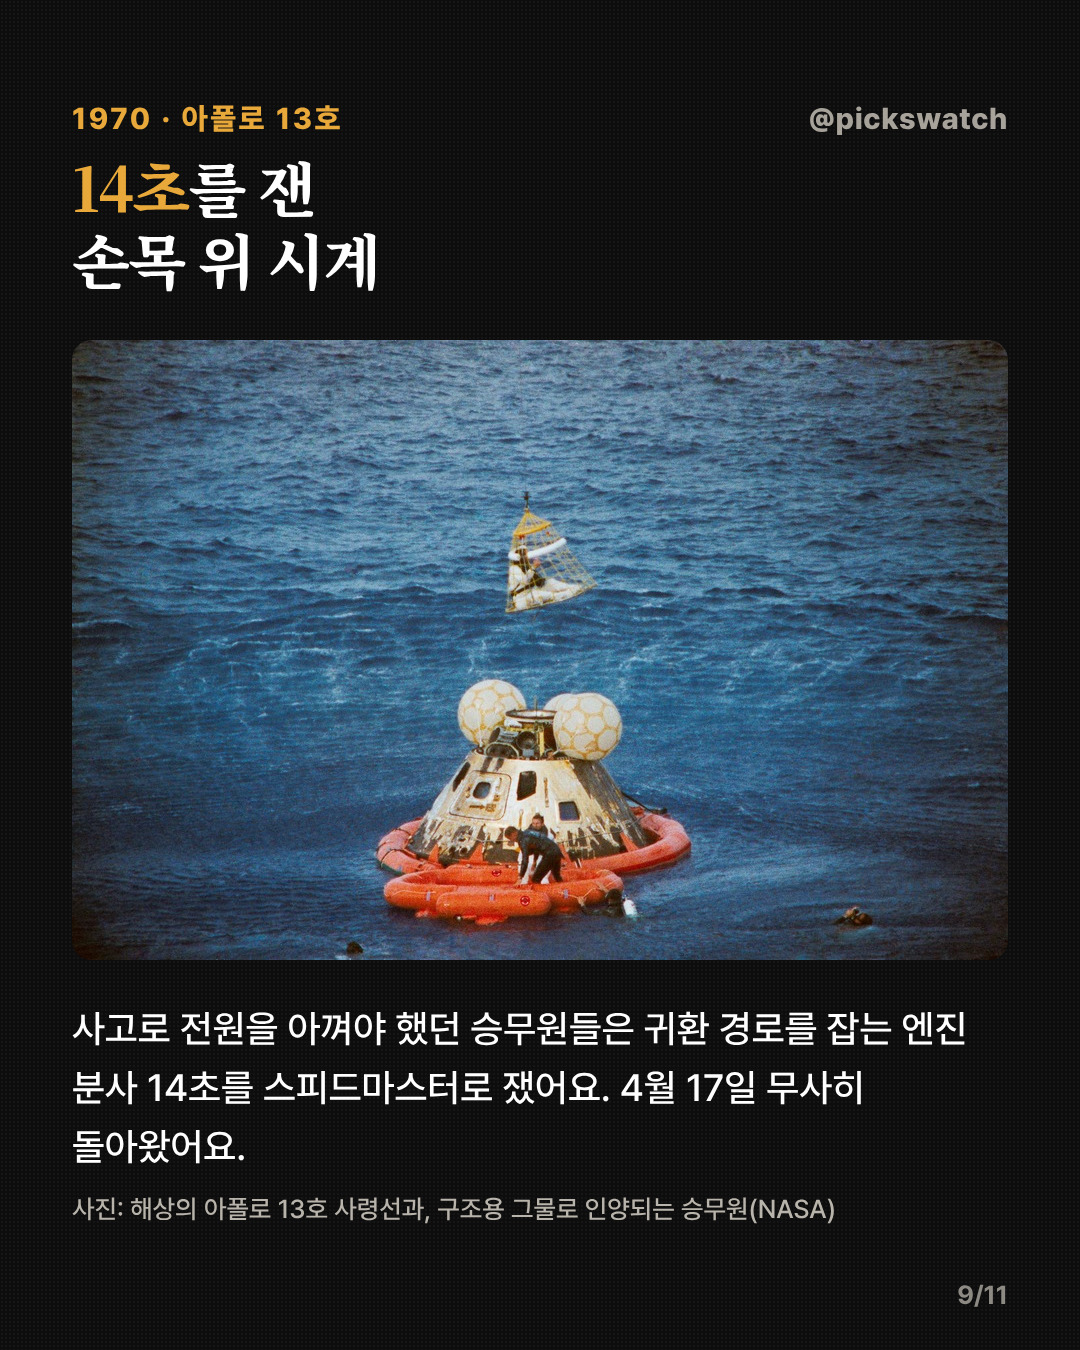 1970 · 아폴로 13호
@pickswatch
14초를 잰
손목 위 시계
사고로 전원을 아껴야 했던 승무원들은 귀환 경로를 잡는 엔진
분사 14초를 스피드마스터로 쟀어요. 4월 17일 무사히
돌아왔어요.
사진: 해상의 아폴로 13호 사령선과, 구조용 그물로 인양되는 승무원(NASA)
9/11